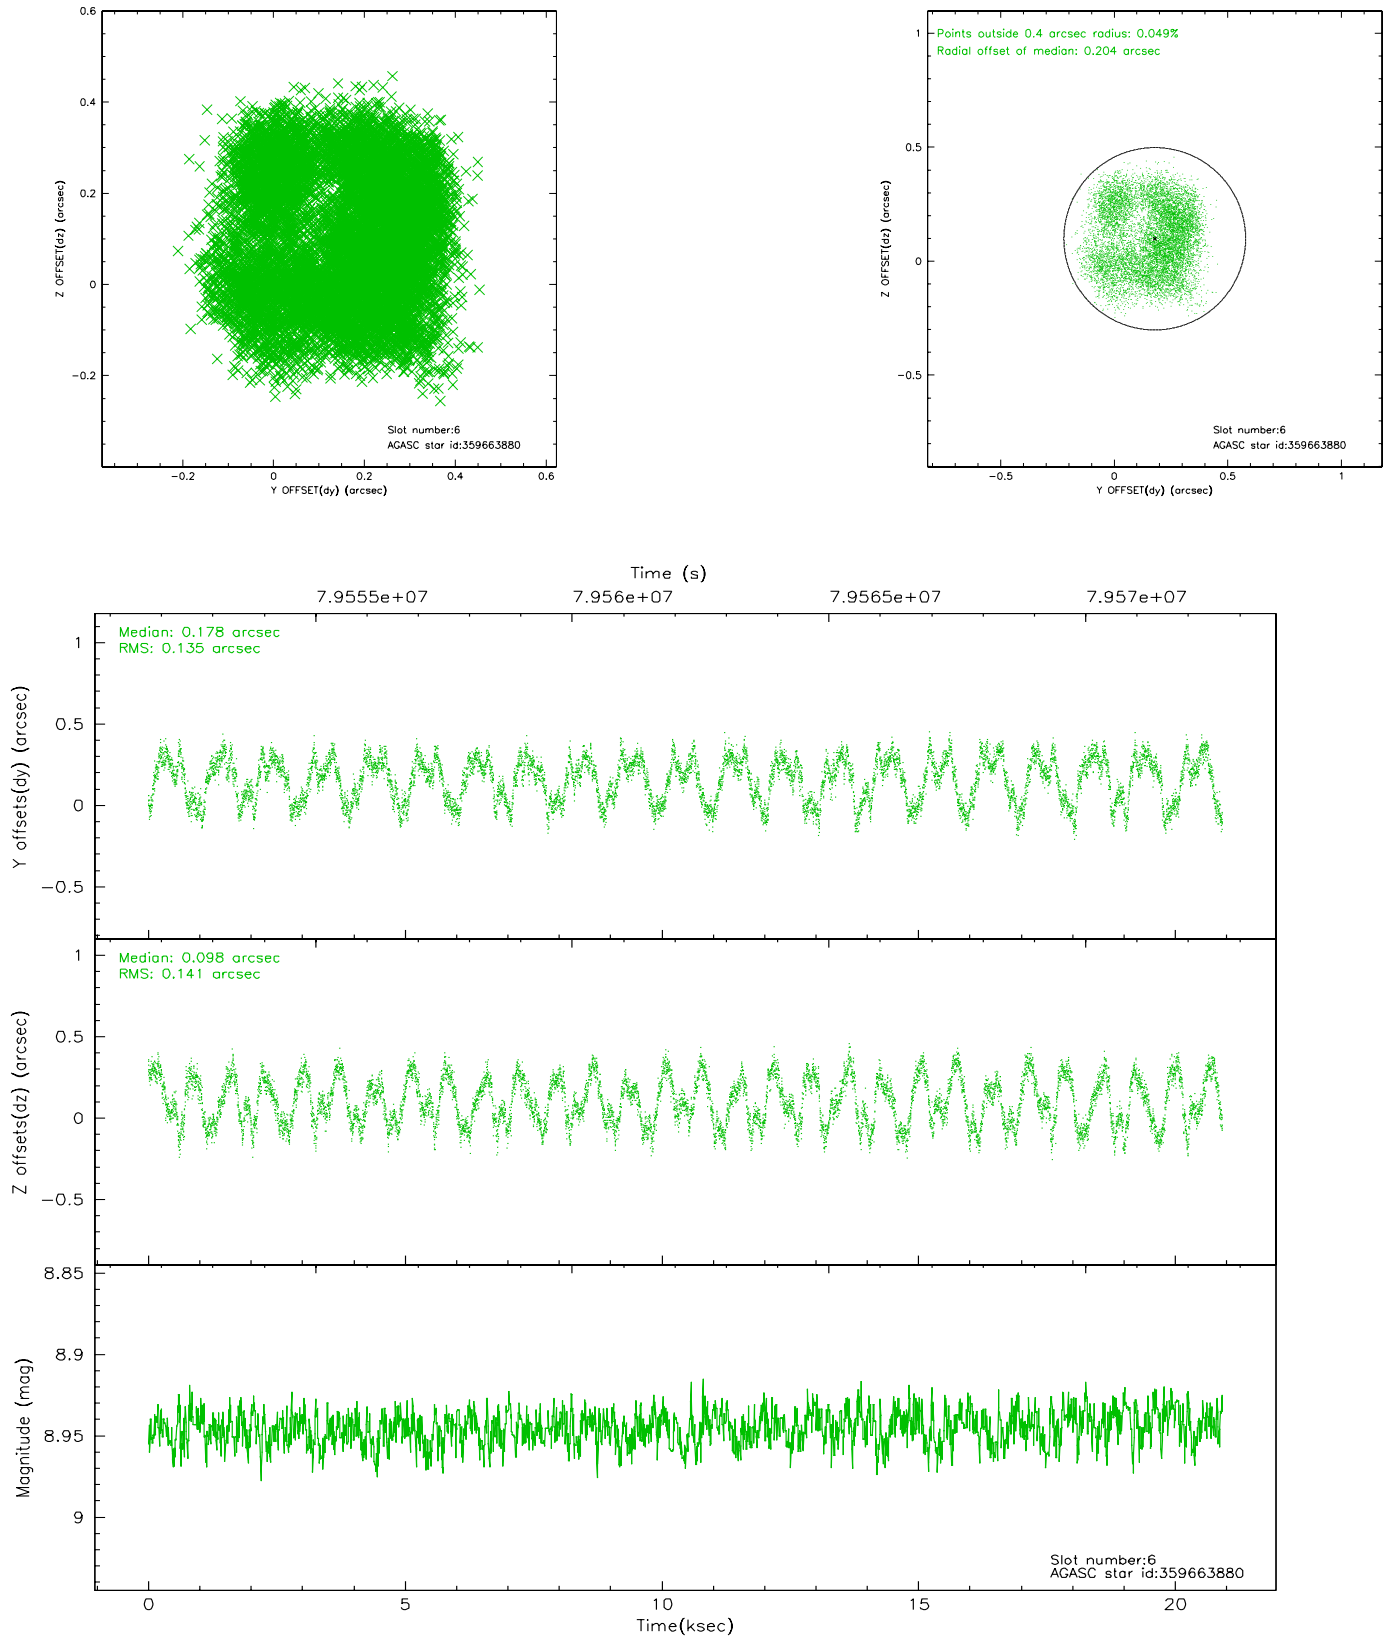 0.6
0.4
0.2
0
−0.2
Z OFFSET(dz) (arcsec)
−0.2 0 0.2 0.4 0.6
Y OFFSET(dy) (arcsec)
Slot number:6
AGASC star id:359663880
Points outside 0.4 arcsec radius: 0.049%
Radial offset of median: 0.204 arcsec
1
0.5
0
−0.5
Z OFFSET(dz) (arcsec)
−0.5 0 0.5 1
Y OFFSET(dy) (arcsec)
Slot number:6
AGASC star id:359663880
Time (s)
7.9555e+07 7.956e+07 7.9565e+07 7.957e+07
Median: 0.178 arcsec
RMS: 0.135 arcsec
1
0.5
0
−0.5
Y offsets(dy) (arcsec)
Median: 0.098 arcsec
RMS: 0.141 arcsec
1
0.5
0
−0.5
Z offsets(dz) (arcsec)
8.85
8.9
8.95
9
Magnitude (mag)
Slot number:6
AGASC star id:359663880
0 5 10 15 20
Time(ksec)